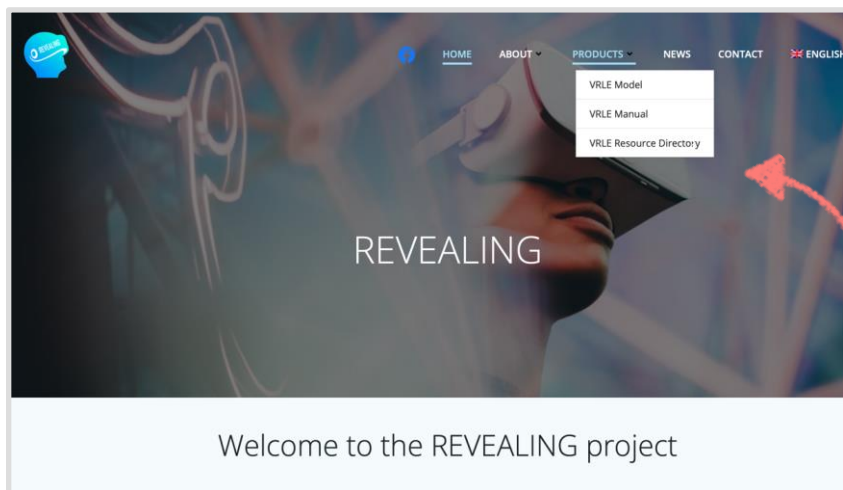 REVEALING
HOME ABOUT PRODUCTS NEWS CONTACT ENGLISH
VRLE Model
VRLE Manual
VRLE Resource Directory
REVEALING
Welcome to the REVEALING project